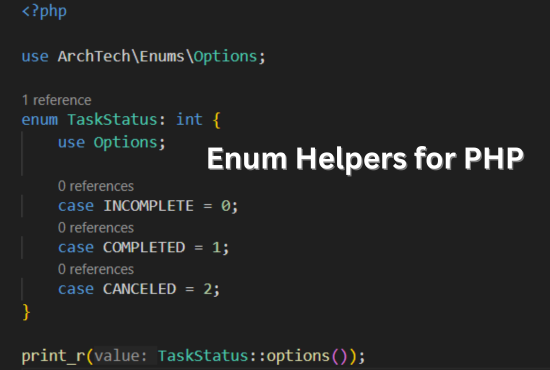 <?php
use ArchTech\Enums\Options;
1 reference
enum TaskStatus: int {
use Options;
Enum Helpers for PHP
0 references
case INCOMPLETE = 0;
0 references
case COMPLETED = 1;
0 references
case CANCELED = 2;
}
print_r(value: TaskStatus::options());